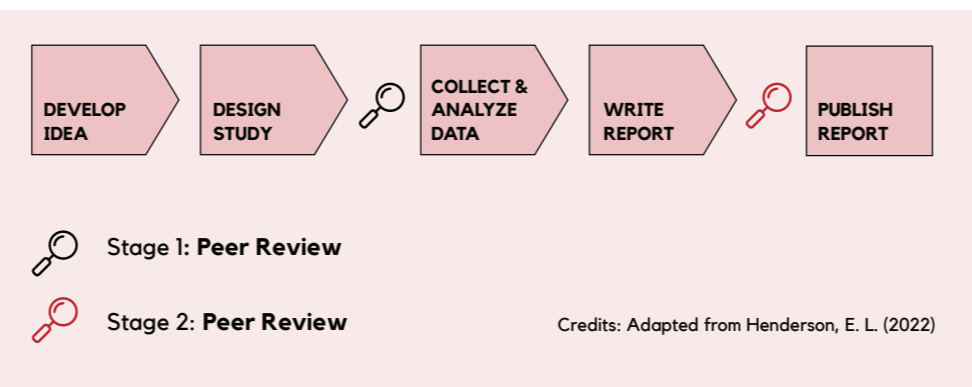 DEVELOP
IDEA
DESIGN
STUDY
COLLECT &
ANALYZE
DATA
WRITE
REPORT
PUBLISH
REPORT
Stage 1: Peer Review
Stage 2: Peer Review
Credits: Adapted from Henderson, E. L. (2022)